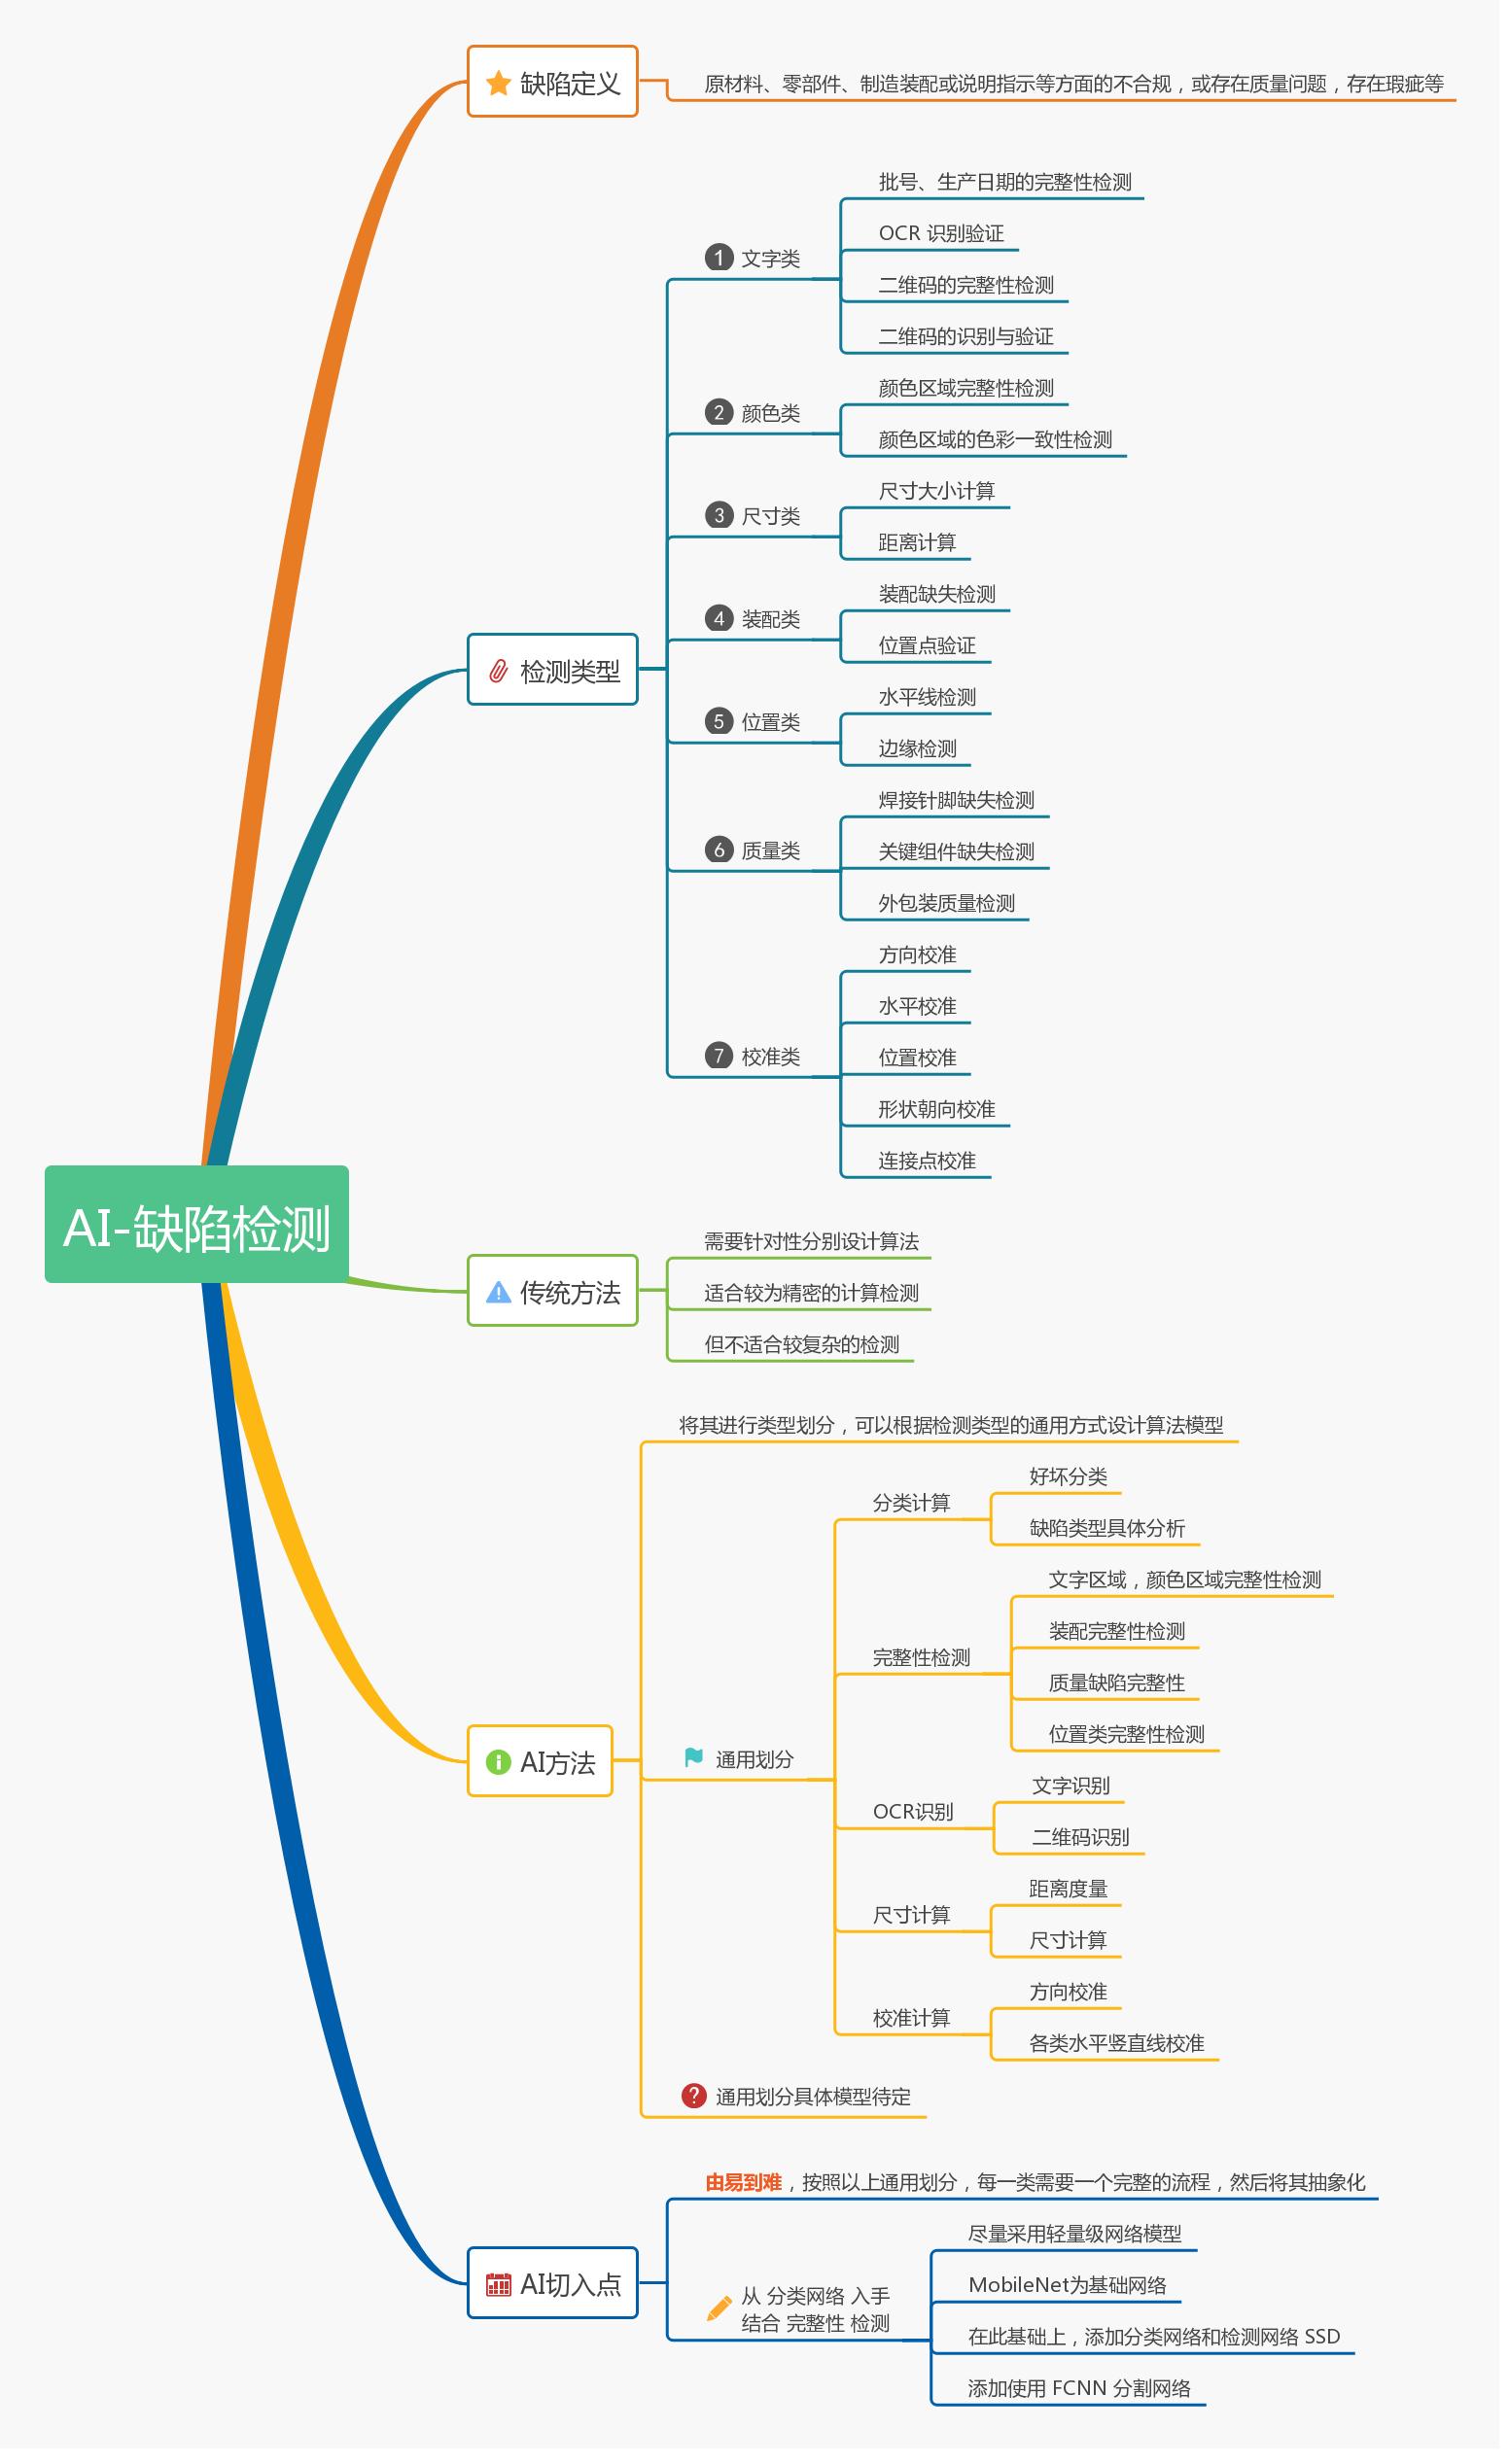 缺陷定义
原材料、零部件、制造装配或说明指示等方面的不合规，或存在质量问题，存在瑕疵等
检测类型
1 文字类
批号、生产日期的完整性检测
OCR 识别验证
二维码的完整性检测
二维码的识别与验证
2 颜色类
颜色区域完整性检测
颜色区域的色彩一致性检测
3 尺寸类
尺寸大小计算
距离计算
4 装配类
装配缺失检测
位置点验证
5 位置类
水平线检测
边缘检测
6 质量类
焊接针脚缺失检测
关键组件缺失检测
外包装质量检测
7 校准类
方向校准
水平校准
位置校准
形状朝向校准
连接点校准
AI-缺陷检测
传统方法
需要针对性分别设计算法
适合较为精密的计算检测
但不适合较复杂的检测
AI方法
将其进行类型划分，可以根据检测类型的通用方式设计算法模型
通用划分
分类计算
好坏分类
缺陷类型具体分析
完整性检测
文字区域，颜色区域完整性检测
装配完整性检测
质量缺陷完整性
位置类完整性检测
OCR识别
文字识别
二维码识别
尺寸计算
距离度量
尺寸计算
校准计算
方向校准
各类水平竖直线校准
? 通用划分具体模型待定
AI切入点
由易到难，按照以上通用划分，每一类需要一个完整的流程，然后将其抽象化
从 分类网络 入手
结合 完整性 检测
尽量采用轻量级网络模型
MobileNet为基础网络
在此基础上，添加分类网络和检测网络 SSD
添加使用 FCNN 分割网络